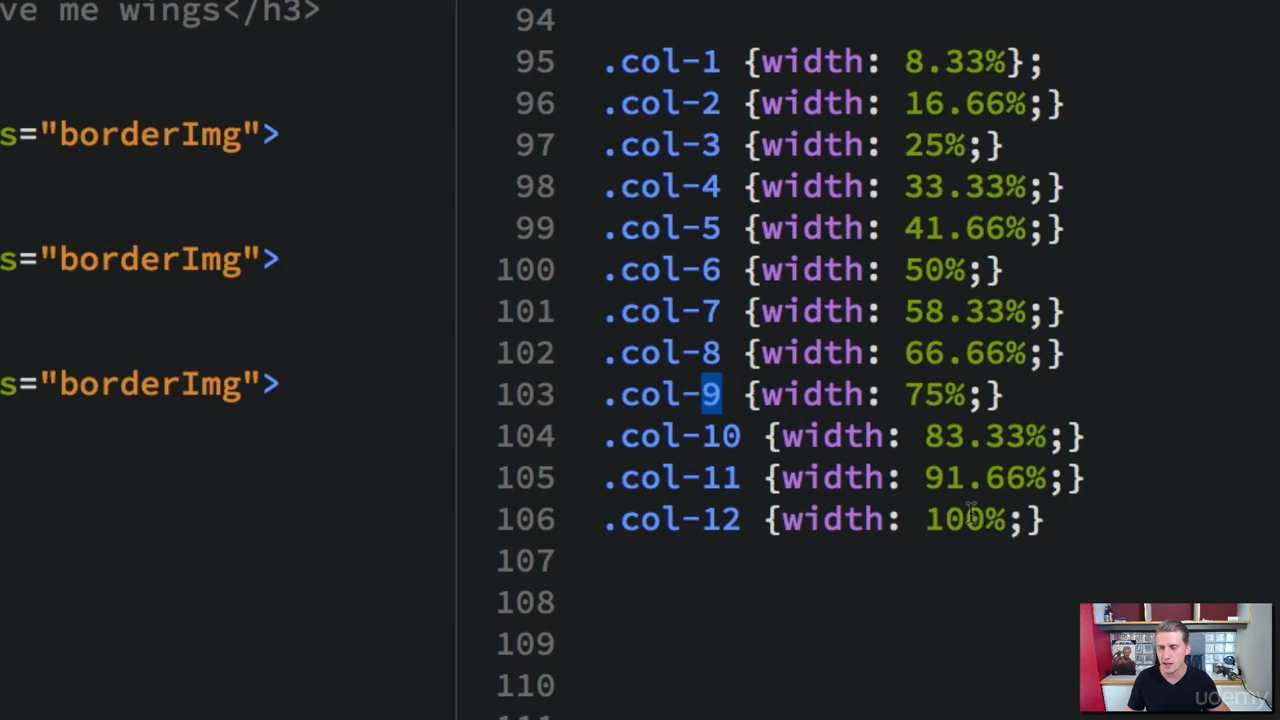 ve me wings</h3>
s="borderImg">
s="borderImg">
s="borderImg">
94
95 .col-1 {width: 8.33%};
96 .col-2 {width: 16.66%;}
97 .col-3 {width: 25%;}
98 .col-4 {width: 33.33%;}
99 .col-5 {width: 41.66%;}
100 .col-6 {width: 50%;}
101 .col-7 {width: 58.33%;}
102 .col-8 {width: 66.66%;}
103 .col-9 {width: 75%;}
104 .col-10 {width: 83.33%;}
105 .col-11 {width: 91.66%;}
106 .col-12 {width: 100%;}
107
108
109
110
udemy